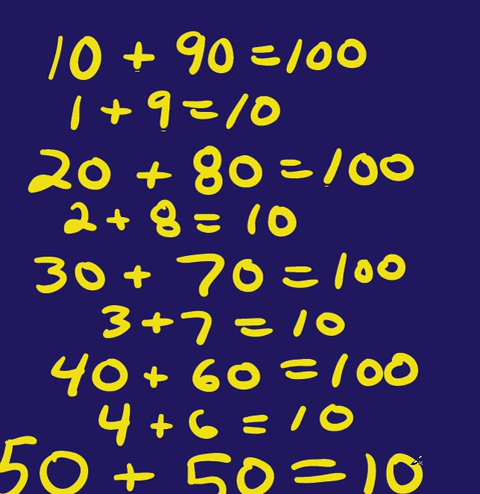 10 + 90 = 100
1 + 9 = 10
20 + 80 = 100
2 + 8 = 10
30 + 70 = 100
3 + 7 = 10
40 + 60 = 100
4 + 6 = 10
50 + 50 = 10